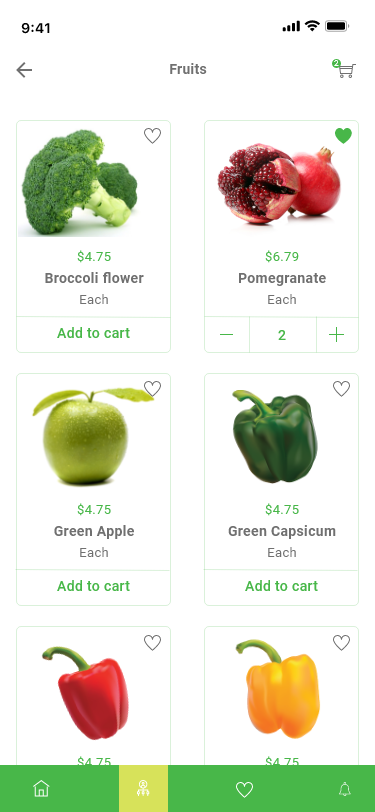 9:41
Fruits
2
$4.75
Broccoli flower
Each
Add to cart
$6.79
Pomegranate
Each
2
$4.75
Green Apple
Each
Add to cart
$4.75
Green Capsicum
Each
Add to cart
$4.75
$4.75